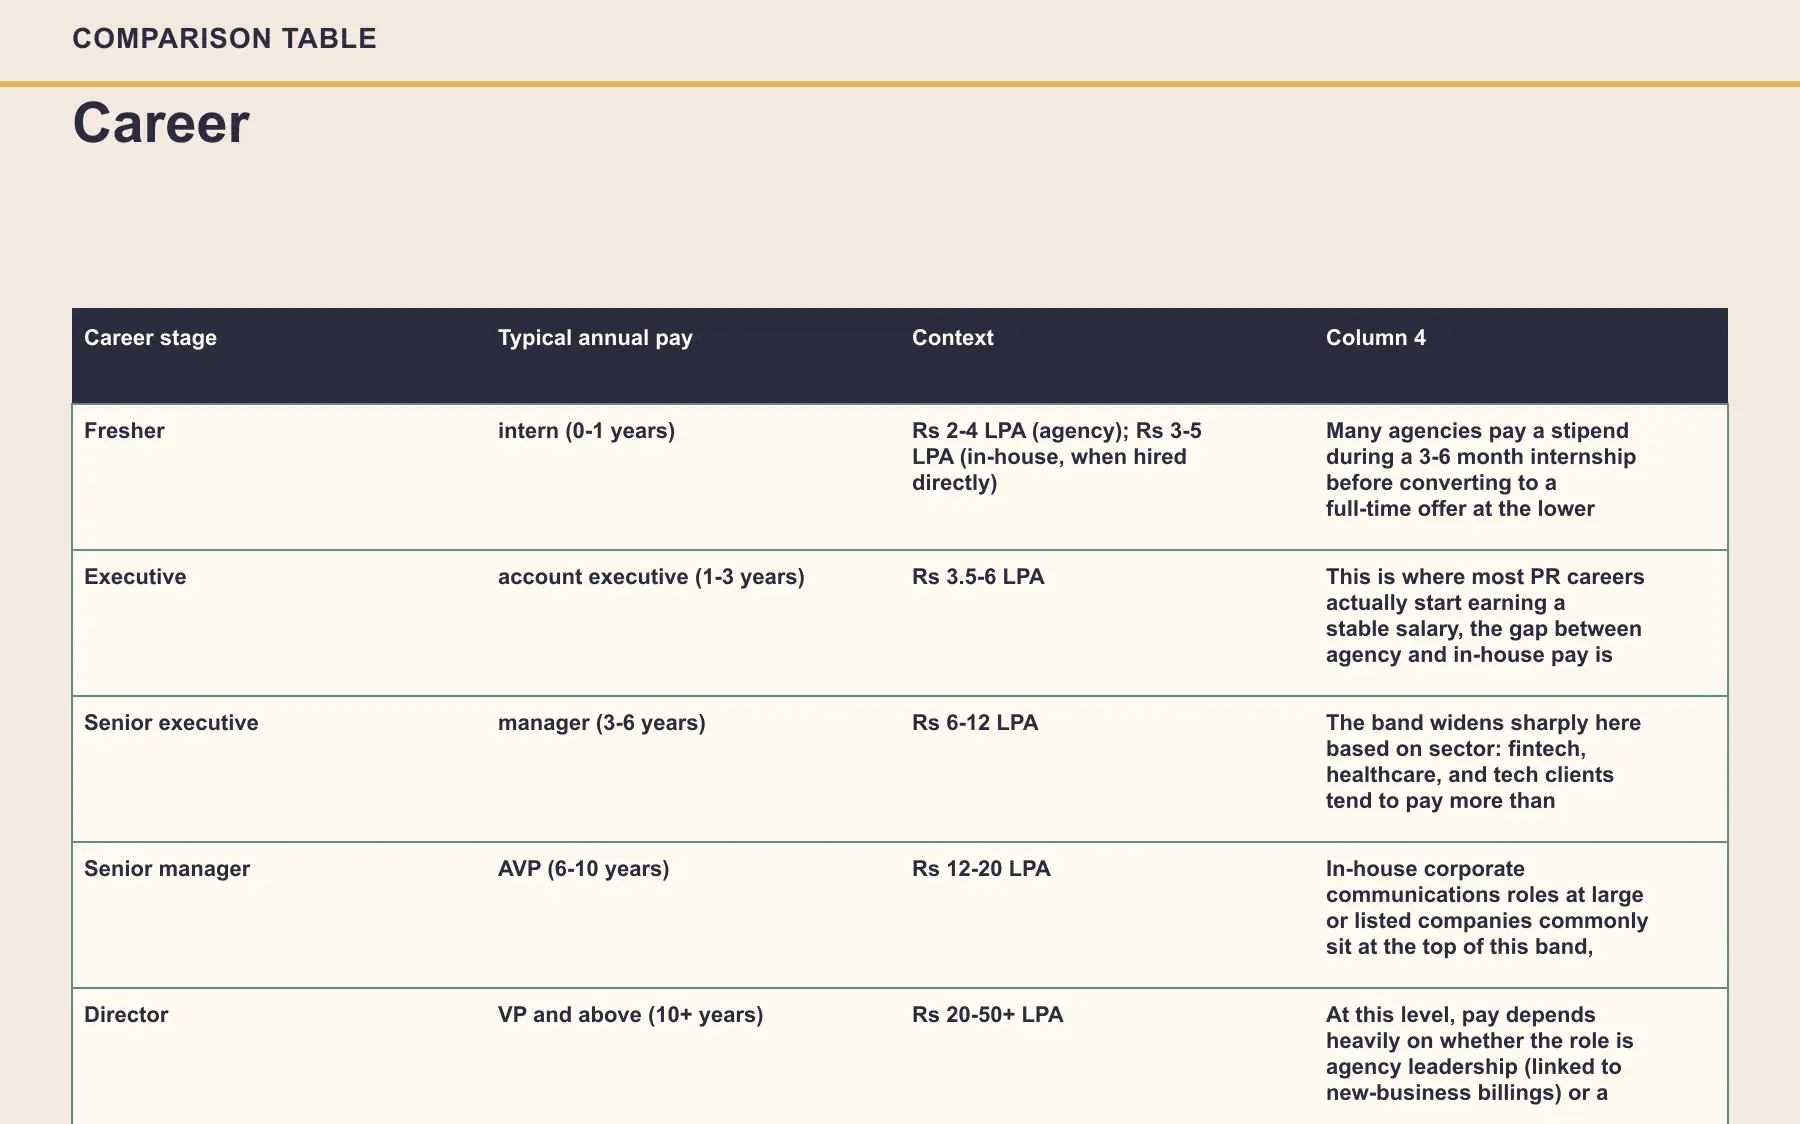 COMPARISON TABLE
Career
Career stage
Typical annual pay
Context
Column 4
Fresher
intern (0-1 years)
Rs 2-4 LPA (agency); Rs 3-5
LPA (in-house, when hired
directly)
Many agencies pay a stipend
during a 3-6 month internship
before converting to a
full-time offer at the lower
Executive
account executive (1-3 years)
Rs 3.5-6 LPA
This is where most PR careers
actually start earning a
stable salary, the gap between
agency and in-house pay is
Senior executive
manager (3-6 years)
Rs 6-12 LPA
The band widens sharply here
based on sector: fintech,
healthcare, and tech clients
tend to pay more than
Senior manager
AVP (6-10 years)
Rs 12-20 LPA
In-house corporate
communications roles at large
or listed companies commonly
sit at the top of this band,
Director
VP and above (10+ years)
Rs 20-50+ LPA
At this level, pay depends
heavily on whether the role is
agency leadership (linked to
new-business billings) or a